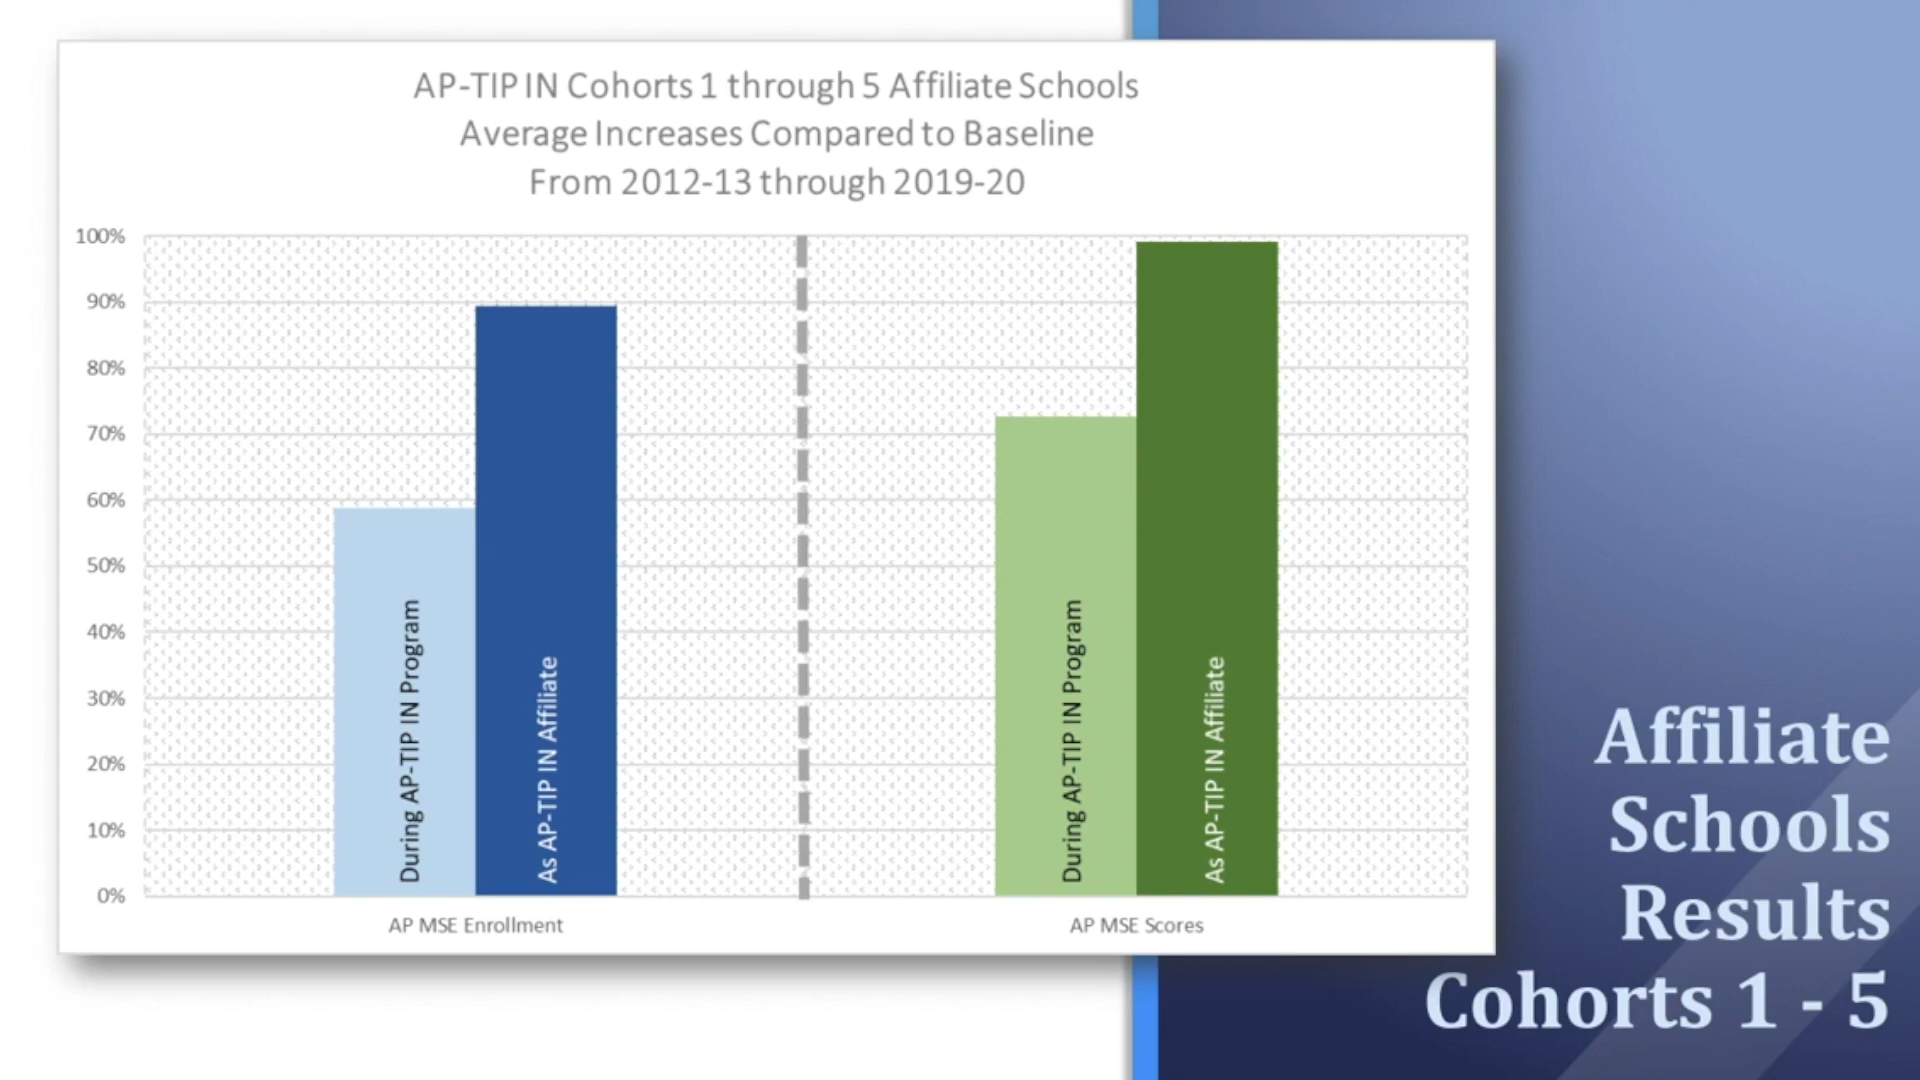 AP-TIP IN Cohorts 1 through 5 Affiliate Schools
Average Increases Compared to Baseline
From 2012-13 through 2019-20
100%
90%
80%
70%
60%
50%
40%
30%
20%
10%
0%
During AP-TIP IN Program
As AP-TIP IN Affiliate
During AP-TIP IN Program
As AP-TIP IN Affiliate
AP MSE Enrollment
AP MSE Scores
Affiliate
Schools
Results
Cohorts 1 - 5